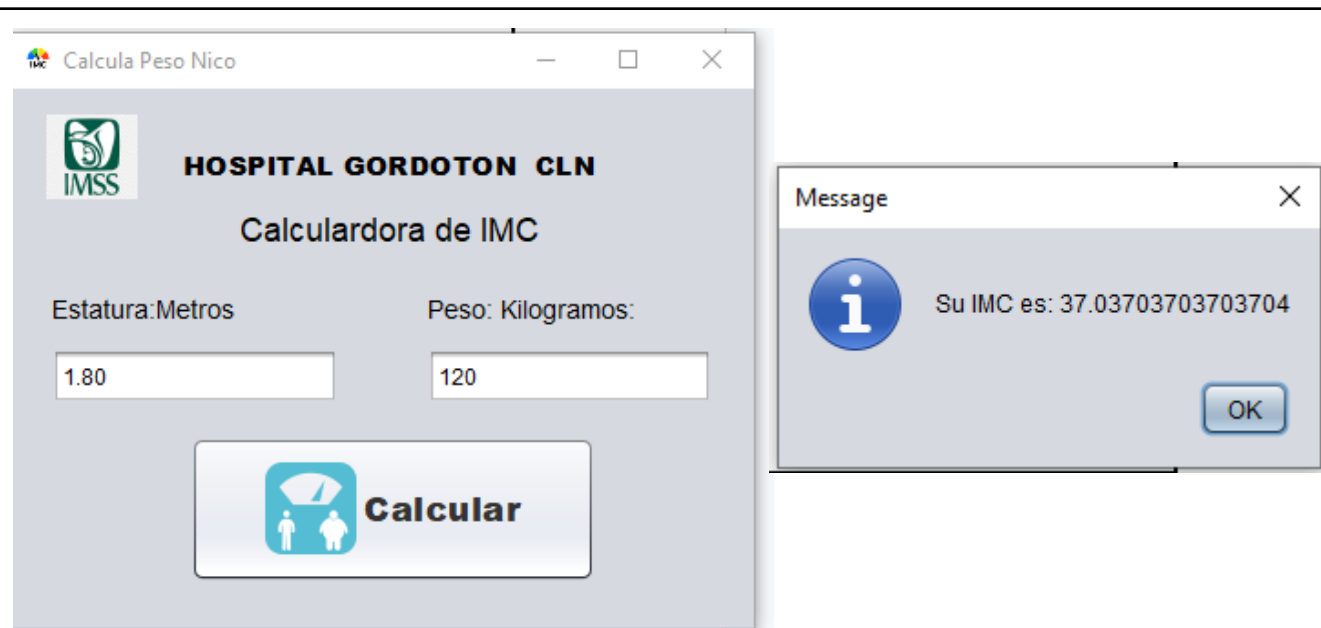 Calcula Peso Nico
IMSS
HOSPITAL GORDOTON CLN
Calculardora de IMC
Estatura:Metros
Peso: Kilogramos:
1.80
120
Calcular
Message
Su IMC es: 37.03703703703704
OK